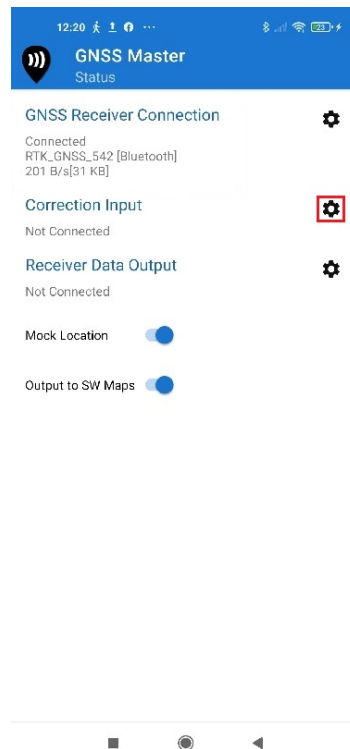 12:20
GNSS Master
Status
GNSS Receiver Connection
Connected
RTK_GNSS_542 [Bluetooth]
201 B/s[31 KB]
Correction Input
Not Connected
Receiver Data Output
Not Connected
Mock Location
Output to SW Maps